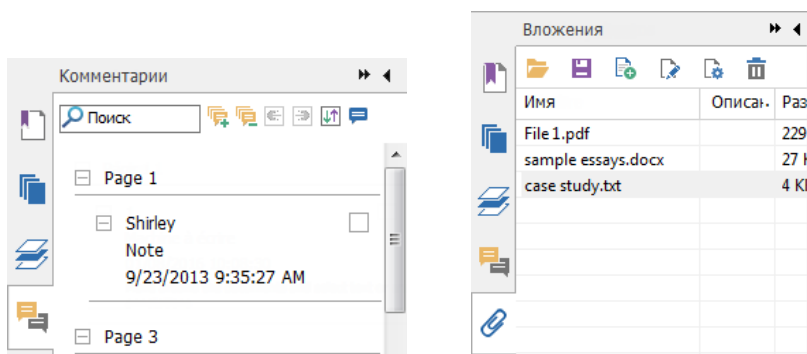 Комментарии
Поиск
Page 1
Shirley
Note
9/23/2013 9:35:27 AM
Page 3
Вложения
Имя Описан. Раз
File 1.pdf 229
sample essays.docx 27
case study.txt 4